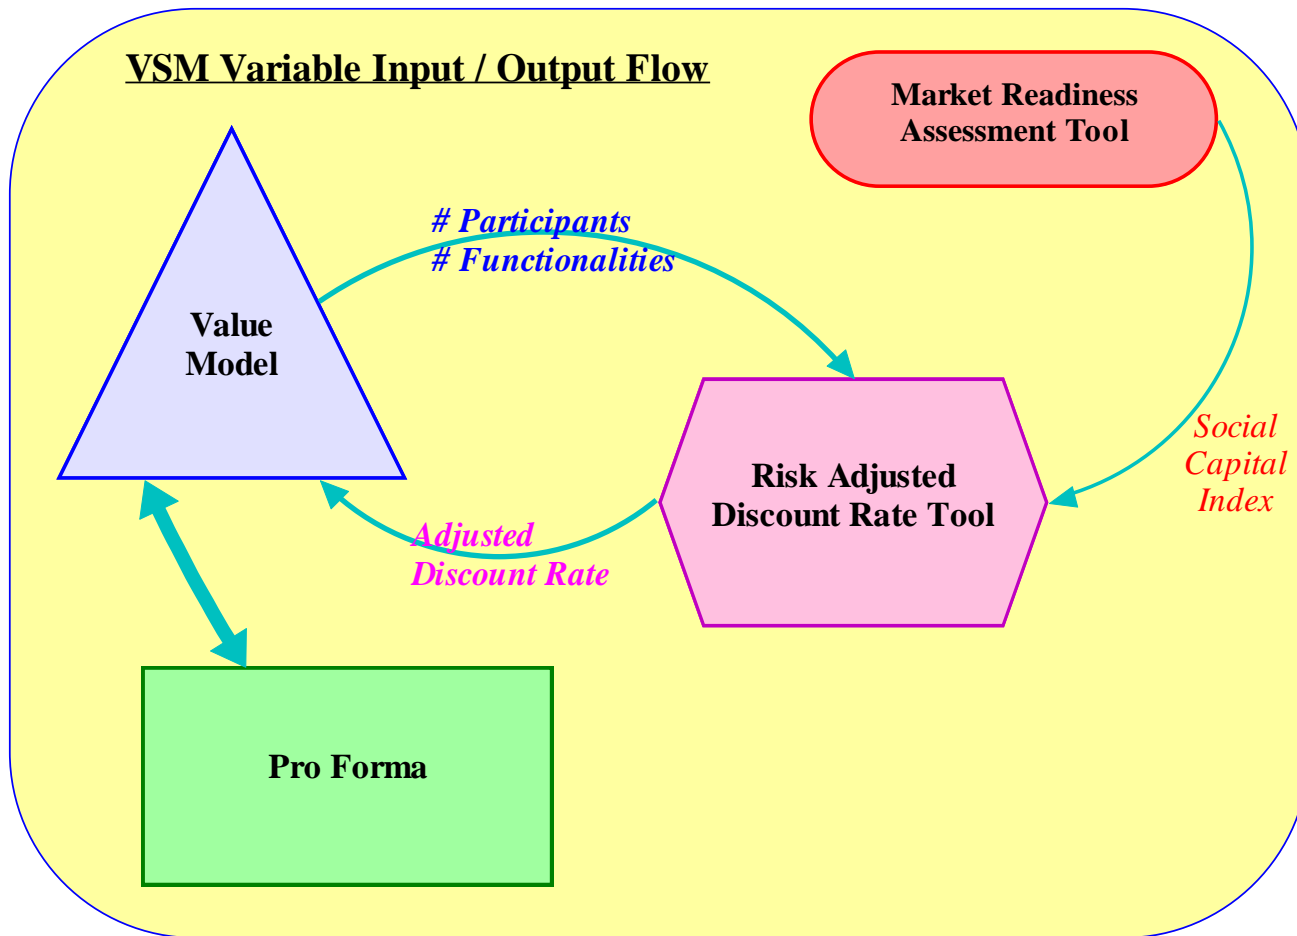 VSM Variable Input / Output Flow
Market Readiness
Assessment Tool
# Participants
# Functionalities
Value
Model
Social
Capital
Index
Risk Adjusted
Discount Rate Tool
Adjusted
Discount Rate
Pro Forma